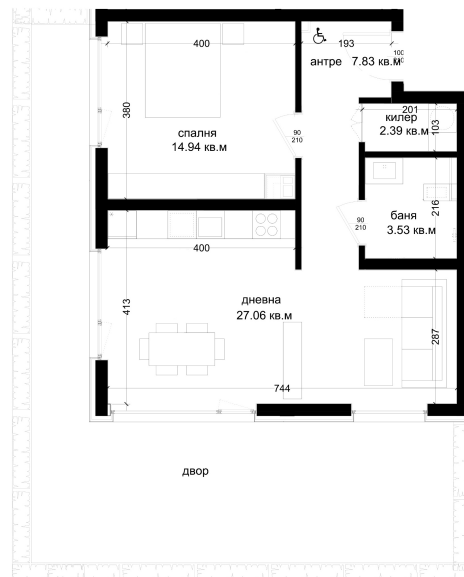 400
193
антре 7.83 кв.м
100
201
килер
2.39 кв.м
103
380
90
210
спалня
14.94 кв.м
баня
3.53 кв.м
216
90
210
400
413
дневна
27.06 кв.м
287
744
двор